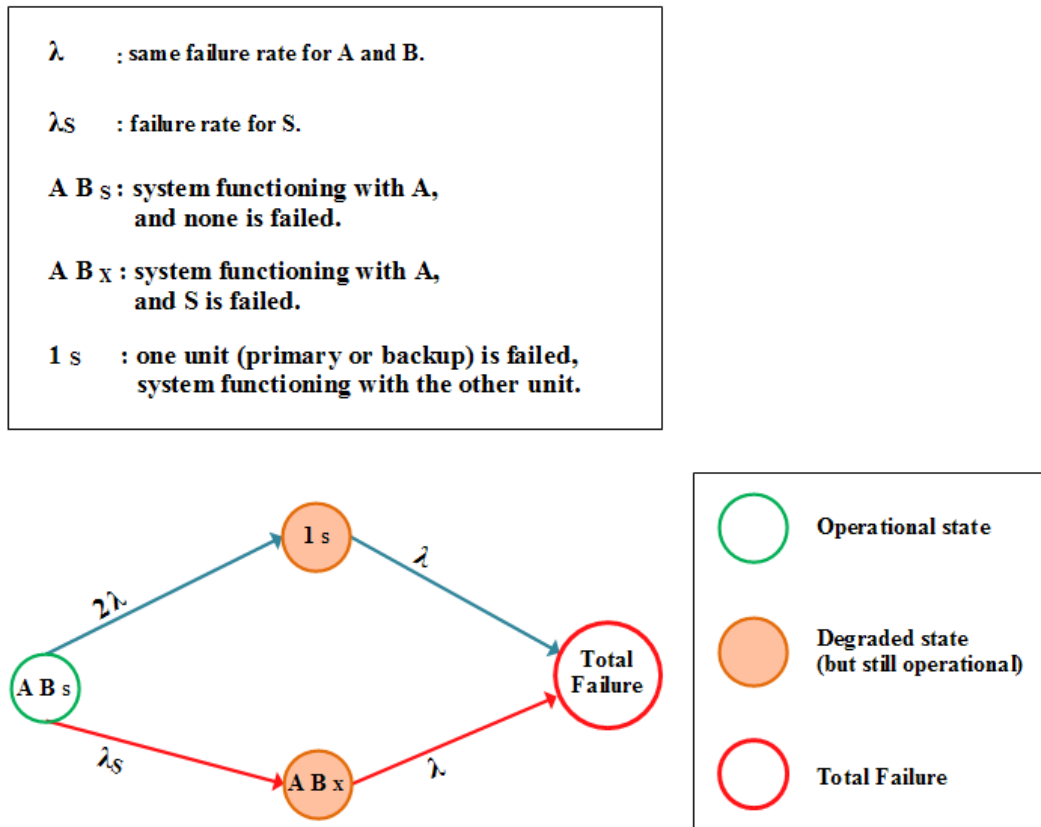 λ : same failure rate for A and B.
λS : failure rate for S.
A B S : system functioning with A,
and none is failed.
A B X : system functioning with A,
and S is failed.
1 s : one unit (primary or backup) is failed,
system functioning with the other unit.
1 s
λ
2λ
A B s
Total
Failure
λS
A B x
λ
Operational state
Degraded state
(but still operational)
Total Failure